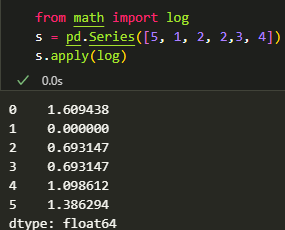 from math import log
s = pd.Series([5, 1, 2, 2,3, 4])
s.apply(log)
0.0s
0 1.609438
1 0.000000
2 0.693147
3 0.693147
4 1.098612
5 1.386294
dtype: float64